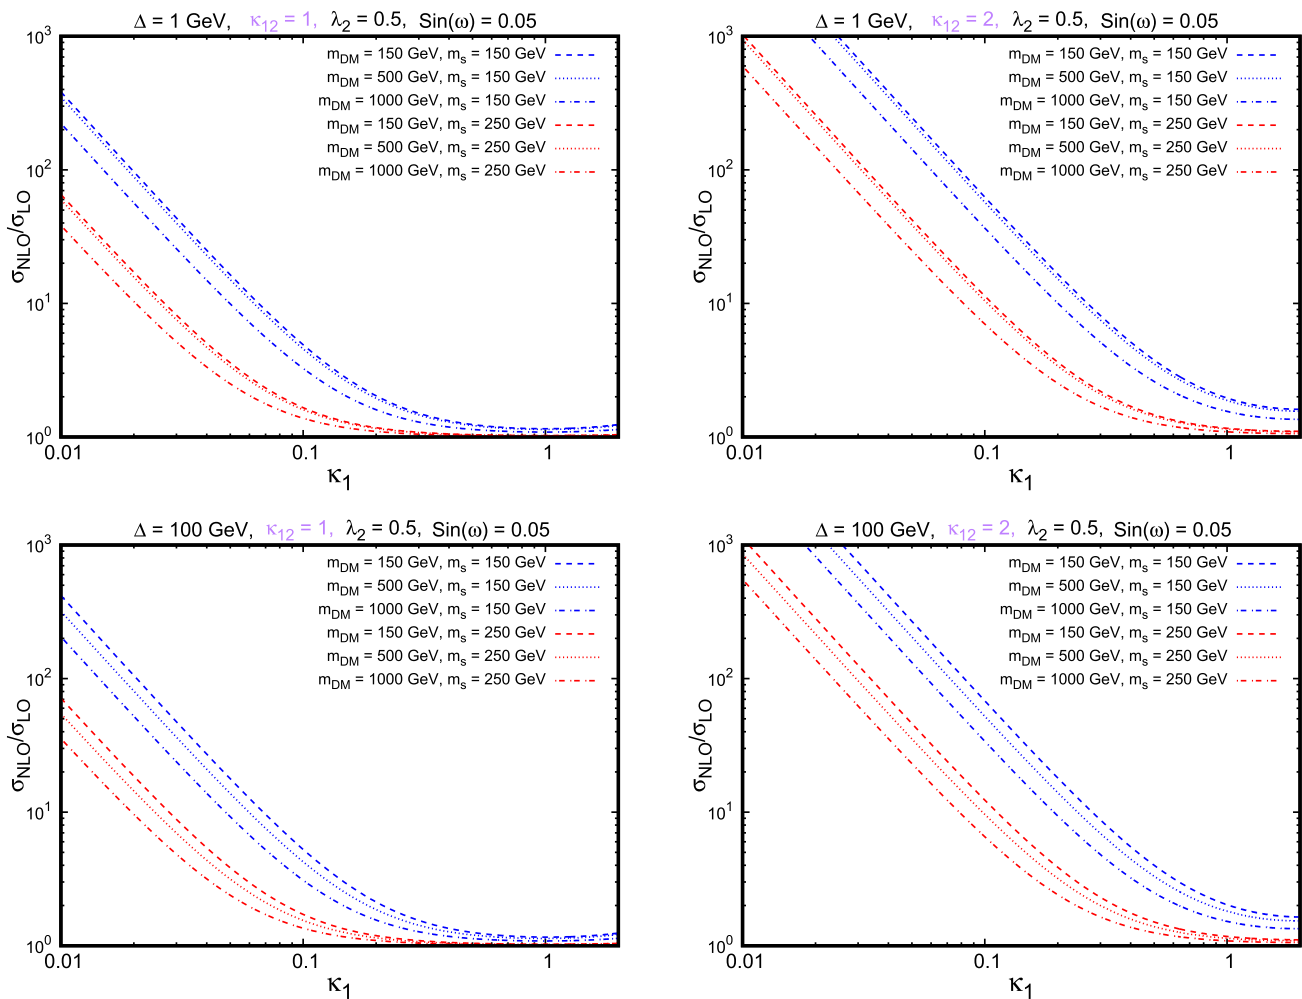 Δ = 1 GeV, κ12 = 1, λ2 = 0.5, Sin(ω) = 0.05
10^3
10^2
10^1
10^0
σNLO/σLO
mDM = 150 GeV, ms = 150 GeV
mDM = 500 GeV, ms = 150 GeV
mDM = 1000 GeV, ms = 150 GeV
mDM = 150 GeV, ms = 250 GeV
mDM = 500 GeV, ms = 250 GeV
mDM = 1000 GeV, ms = 250 GeV
0.01 0.1 1
κ1
Δ = 1 GeV, κ12 = 2, λ2 = 0.5, Sin(ω) = 0.05
10^3
10^2
10^1
10^0
σNLO/σLO
mDM = 150 GeV, ms = 150 GeV
mDM = 500 GeV, ms = 150 GeV
mDM = 1000 GeV, ms = 150 GeV
mDM = 150 GeV, ms = 250 GeV
mDM = 500 GeV, ms = 250 GeV
mDM = 1000 GeV, ms = 250 GeV
0.01 0.1 1
κ1
Δ = 100 GeV, κ12 = 1, λ2 = 0.5, Sin(ω) = 0.05
10^3
10^2
10^1
10^0
σNLO/σLO
mDM = 150 GeV, ms = 150 GeV
mDM = 500 GeV, ms = 150 GeV
mDM = 1000 GeV, ms = 150 GeV
mDM = 150 GeV, ms = 250 GeV
mDM = 500 GeV, ms = 250 GeV
mDM = 1000 GeV, ms = 250 GeV
0.01 0.1 1
κ1
Δ = 100 GeV, κ12 = 2, λ2 = 0.5, Sin(ω) = 0.05
10^3
10^2
10^1
10^0
σNLO/σLO
mDM = 150 GeV, ms = 150 GeV
mDM = 500 GeV, ms = 150 GeV
mDM = 1000 GeV, ms = 150 GeV
mDM = 150 GeV, ms = 250 GeV
mDM = 500 GeV, ms = 250 GeV
mDM = 1000 GeV, ms = 250 GeV
0.01 0.1 1
κ1